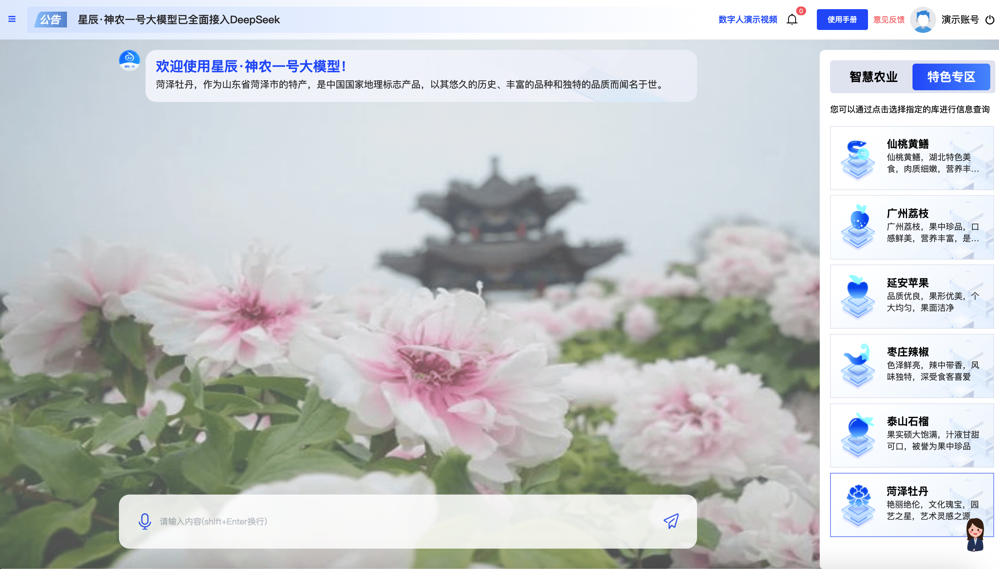 公告
星辰·神农一号大模型已全面接入DeepSeek
数字人演示视频
0
使用手册
意见反馈
演示账号
神农一号
欢迎使用星辰·神农一号大模型！
菏泽牡丹，作为山东省菏泽市的特产，是中国国家地理标志产品，以其悠久的历史、丰富的品种和独特的品质而闻名于世。
请输入内容(shift+Enter换行)
智慧农业
特色专区
您可以通过点击选择指定的库进行信息查询
仙桃黄鳝
仙桃黄鳝，湖北特色美
食，肉质细嫩，营养丰...
广州荔枝
广州荔枝，果中珍品，口
感鲜美，营养丰富，是...
延安苹果
品质优良，果形优美，个
大均匀，果面洁净
枣庄辣椒
色泽鲜亮，辣中带香，风
味独特，深受食客喜爱
泰山石榴
果实硕大饱满，汁液甘甜
可口，被誉为果中珍品
菏泽牡丹
艳丽绝伦，文化瑰宝，园
艺之星，艺术灵感之源